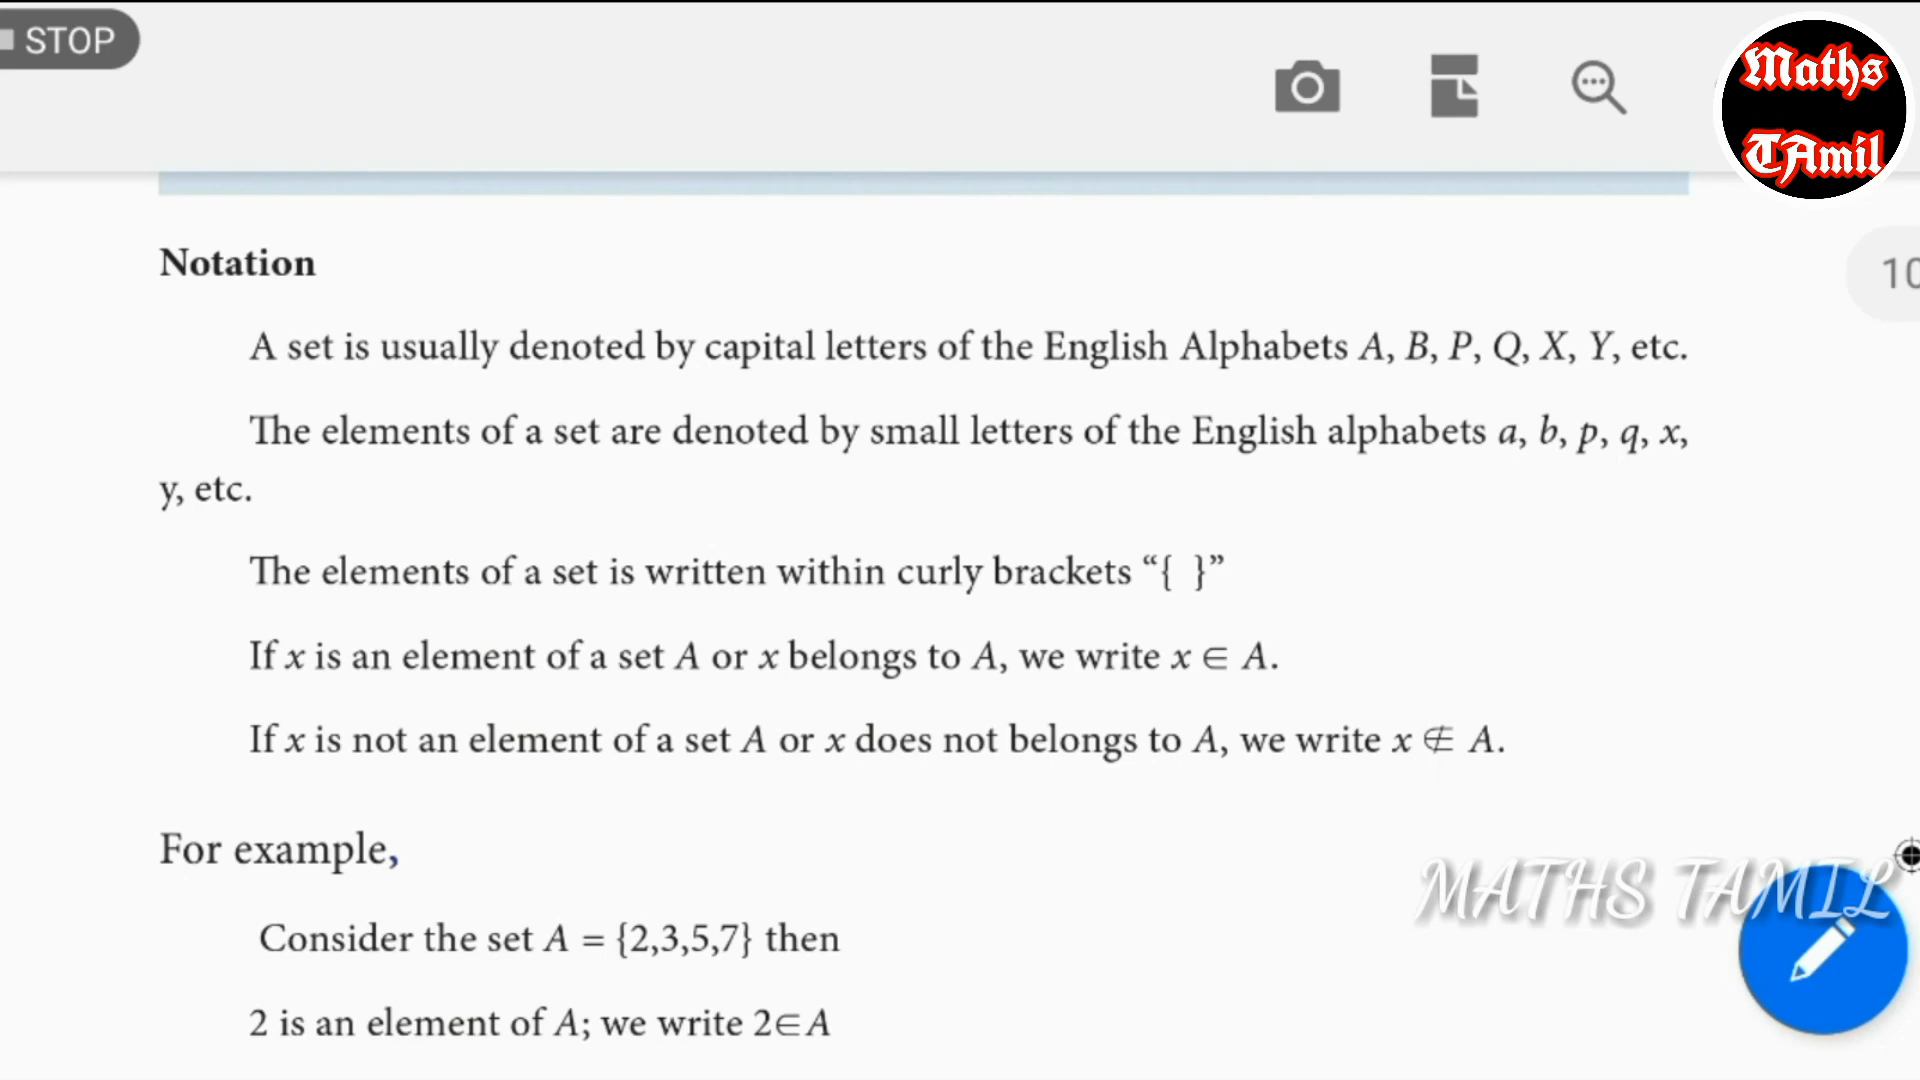 STOP
Maths
TAmil
Notation
10
A set is usually denoted by capital letters of the English Alphabets A, B, P, Q, X, Y, etc.
The elements of a set are denoted by small letters of the English alphabets a, b, p, q, x,
y, etc.
The elements of a set is written within curly brackets “{ }”
If x is an element of a set A or x belongs to A, we write x ∈ A.
If x is not an element of a set A or x does not belongs to A, we write x ∉ A.
For example,
MATHS TAMIL
Consider the set A = {2,3,5,7} then
2 is an element of A; we write 2∈A